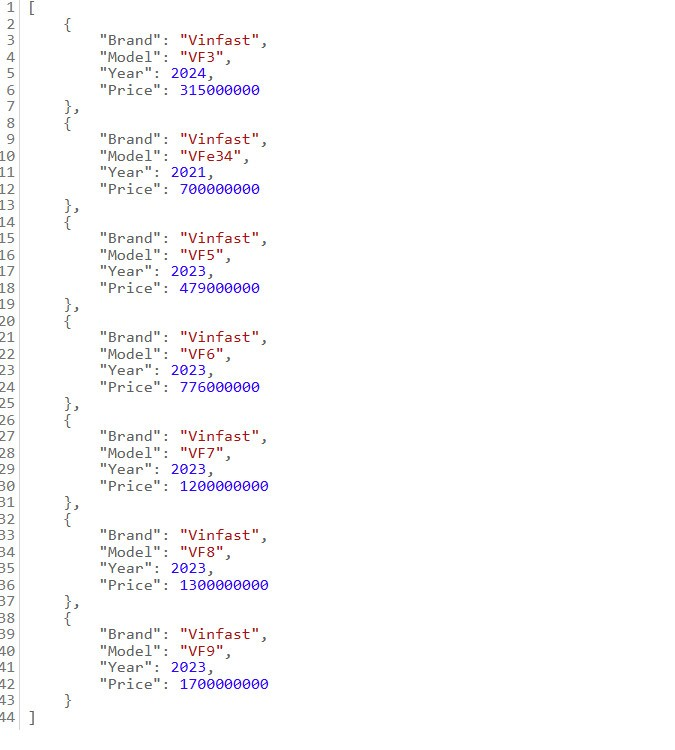 1 [
2     {
3         "Brand": "Vinfast",
4         "Model": "VF3",
5         "Year": 2024,
6         "Price": 315000000
7     },
8     {
9         "Brand": "Vinfast",
10         "Model": "VFe34",
11         "Year": 2021,
12         "Price": 700000000
13     },
14     {
15         "Brand": "Vinfast",
16         "Model": "VF5",
17         "Year": 2023,
18         "Price": 479000000
19     },
20     {
21         "Brand": "Vinfast",
22         "Model": "VF6",
23         "Year": 2023,
24         "Price": 776000000
25     },
26     {
27         "Brand": "Vinfast",
28         "Model": "VF7",
29         "Year": 2023,
30         "Price": 1200000000
31     },
32     {
33         "Brand": "Vinfast",
34         "Model": "VF8",
35         "Year": 2023,
36         "Price": 1300000000
37     },
38     {
39         "Brand": "Vinfast",
40         "Model": "VF9",
41         "Year": 2023,
42         "Price": 1700000000
43     }
44 ]